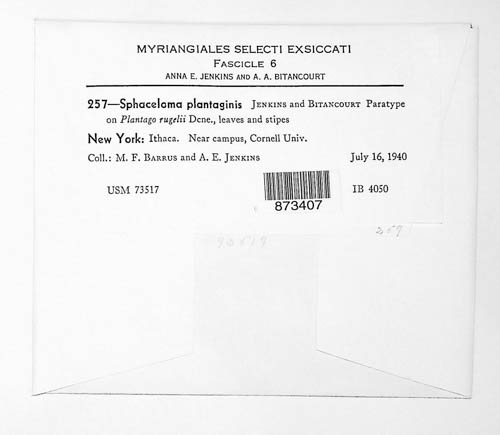 MYRIANGIALES SELECTI EXSICCATI
FASCICLE 6
ANNA E. JENKINS AND A. A. BITANCOURT
257—Sphaceloma plantaginis JENKINS and BITANCOURT Paratype
on Plantago rugelii Dcne., leaves and stipes
New York: Ithaca. Near campus, Cornell Univ.
Coll.: M. F. BARRUS and A. E. JENKINS July 16, 1940
USM 73517 IB 4050
873407
257